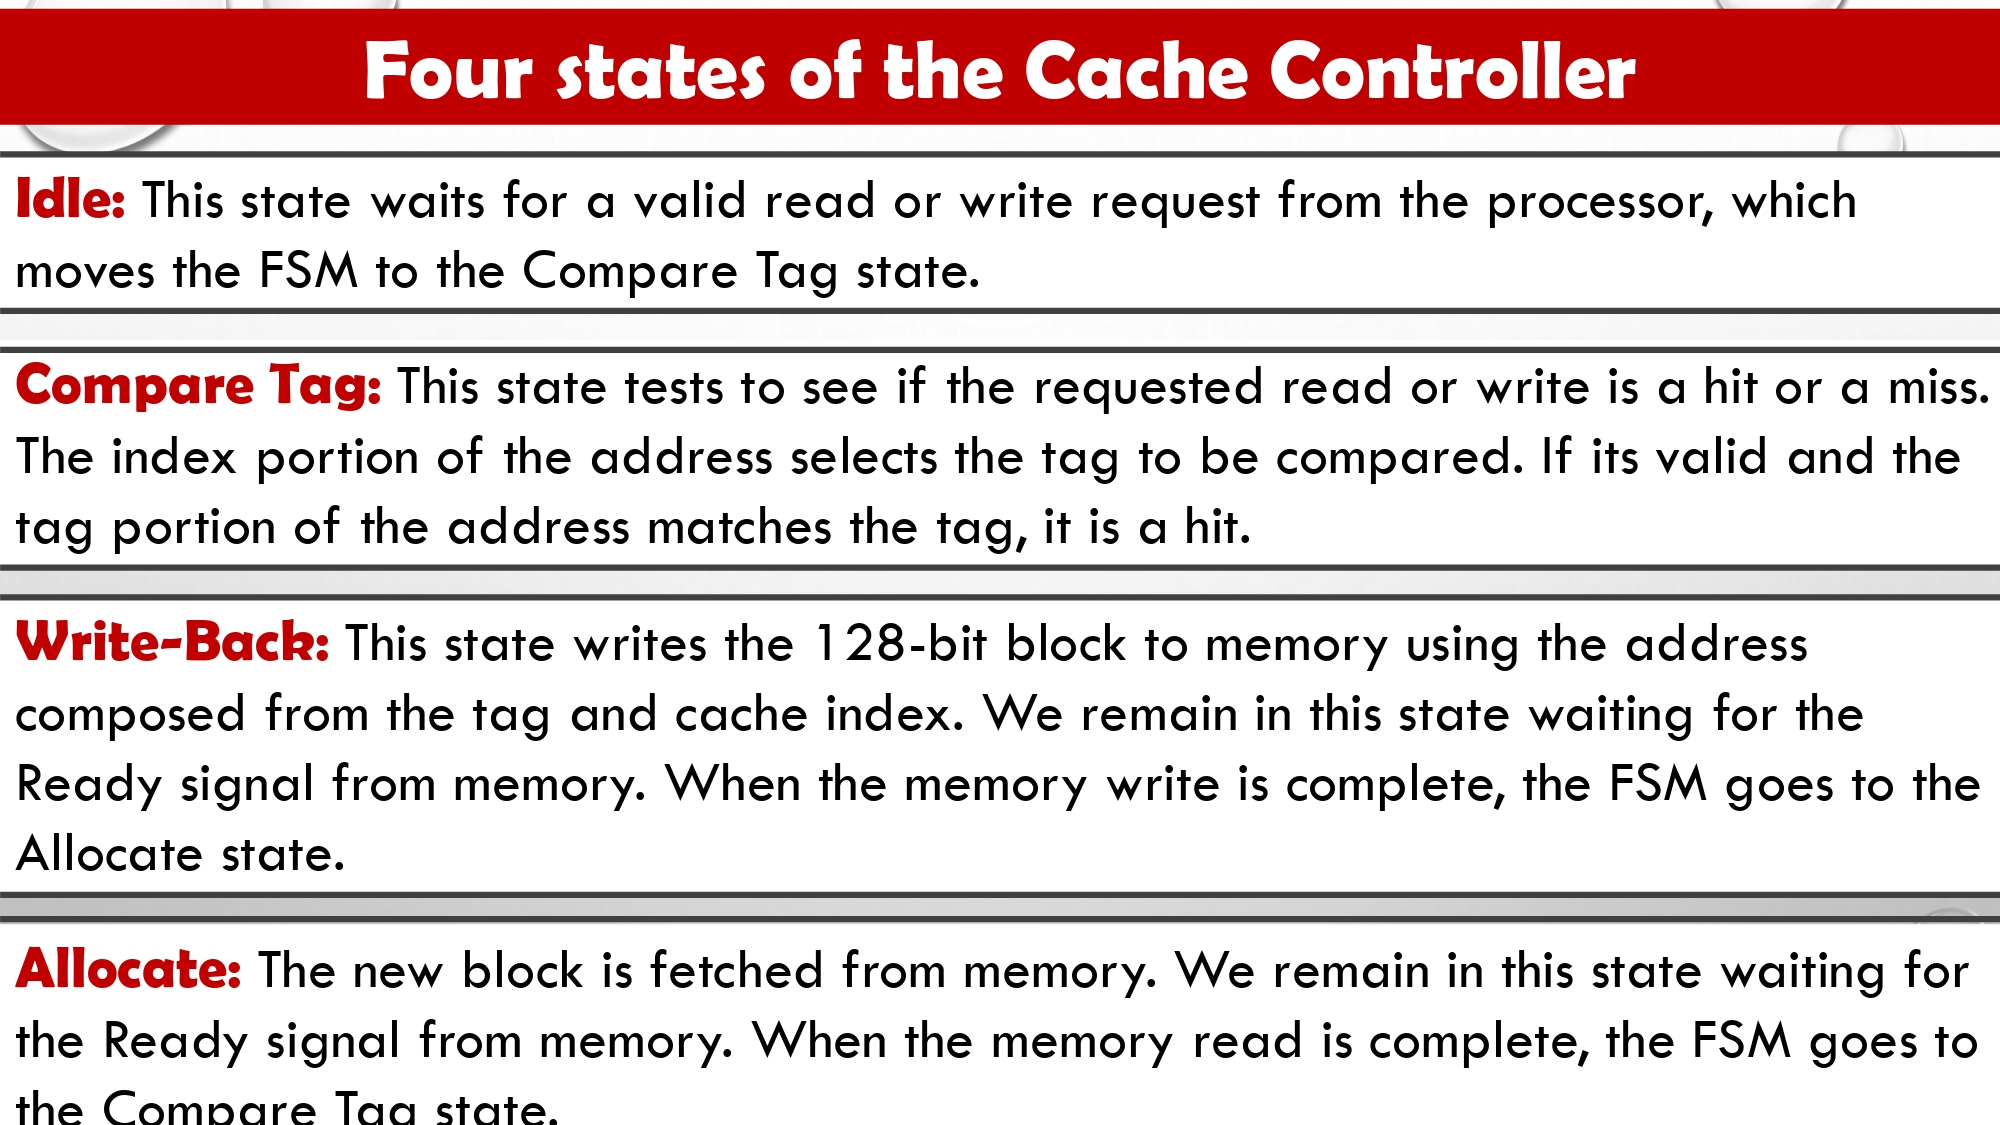 Four states of the Cache Controller
Idle: This state waits for a valid read or write request from the processor, which
moves the FSM to the Compare Tag state.
Compare Tag: This state tests to see if the requested read or write is a hit or a miss.
The index portion of the address selects the tag to be compared. If its valid and the
tag portion of the address matches the tag, it is a hit.
Write-Back: This state writes the 128-bit block to memory using the address
composed from the tag and cache index. We remain in this state waiting for the
Ready signal from memory. When the memory write is complete, the FSM goes to the
Allocate state.
Allocate: The new block is fetched from memory. We remain in this state waiting for
the Ready signal from memory. When the memory read is complete, the FSM goes to
the Compare Tag state.